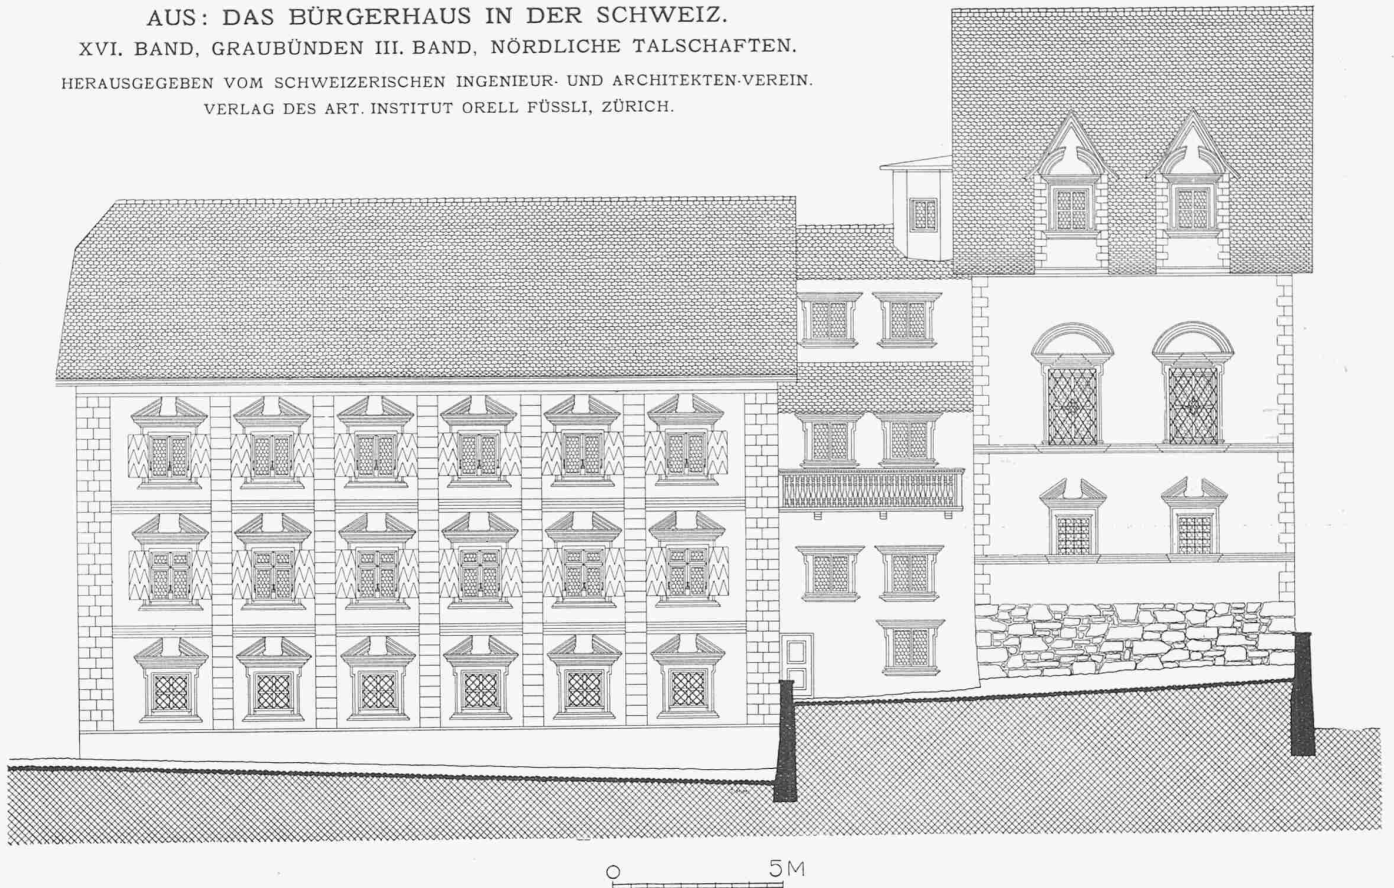 AUS: DAS BÜRGERHAUS IN DER SCHWEIZ.
XVI. BAND, GRAUBÜNDEN III. BAND, NÖRDLICHE TALSCHAFTEN.
HERAUSGEGEBEN VOM SCHWEIZERISCHEN INGENIEUR- UND ARCHITEKTEN-VEREIN.
VERLAG DES ART. INSTITUT ORELL FÜSSLI, ZÜRICH.
0 5M